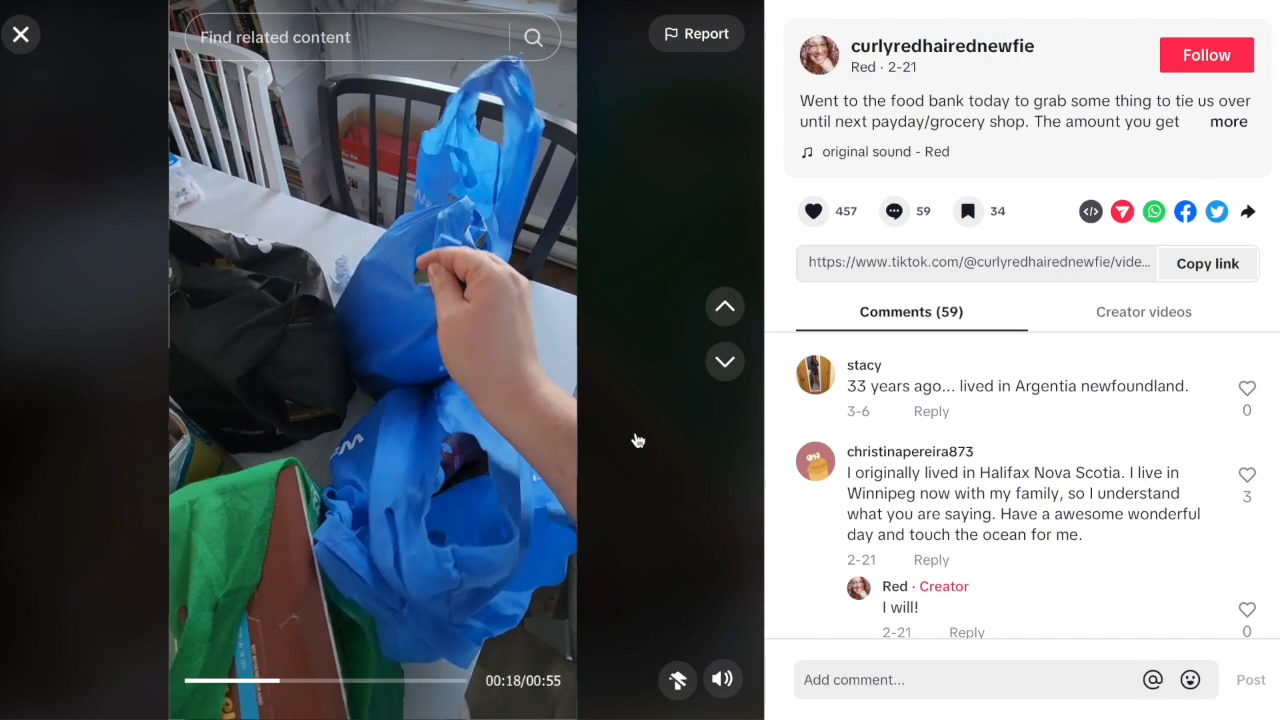 Find related content
Report
00:18/00:55
curlyredhairednewfie
Red · 2-21
Follow
Went to the food bank today to grab some thing to tie us over
until next payday/grocery shop. The amount you get more
original sound - Red
457
59
34
https://www.tiktok.com/@curlyredhairednewfie/vide...
Copy link
Comments (59)
Creator videos
stacy
33 years ago... lived in Argentia newfoundland.
3-6 Reply
0
christinapereira873
I originally lived in Halifax Nova Scotia. I live in
Winnipeg now with my family, so I understand
what you are saying. Have a awesome wonderful
day and touch the ocean for me.
3
2-21 Reply
Red · Creator
I will!
2-21 Reply
0
Add comment...
Post